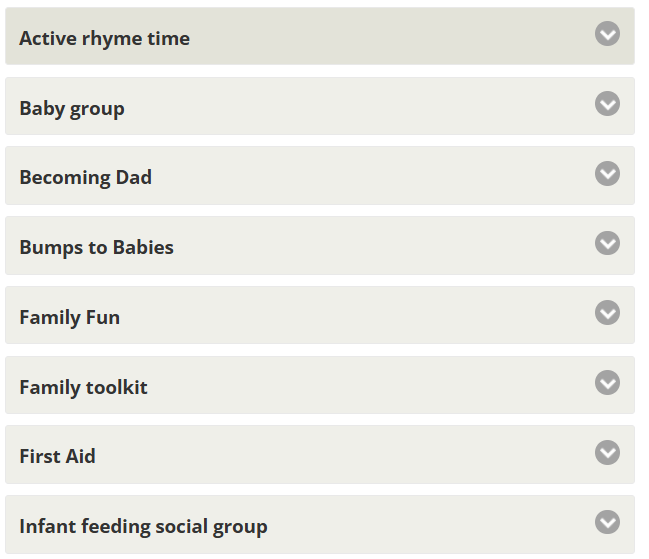 Active rhyme time
Baby group
Becoming Dad
Bumps to Babies
Family Fun
Family toolkit
First Aid
Infant feeding social group